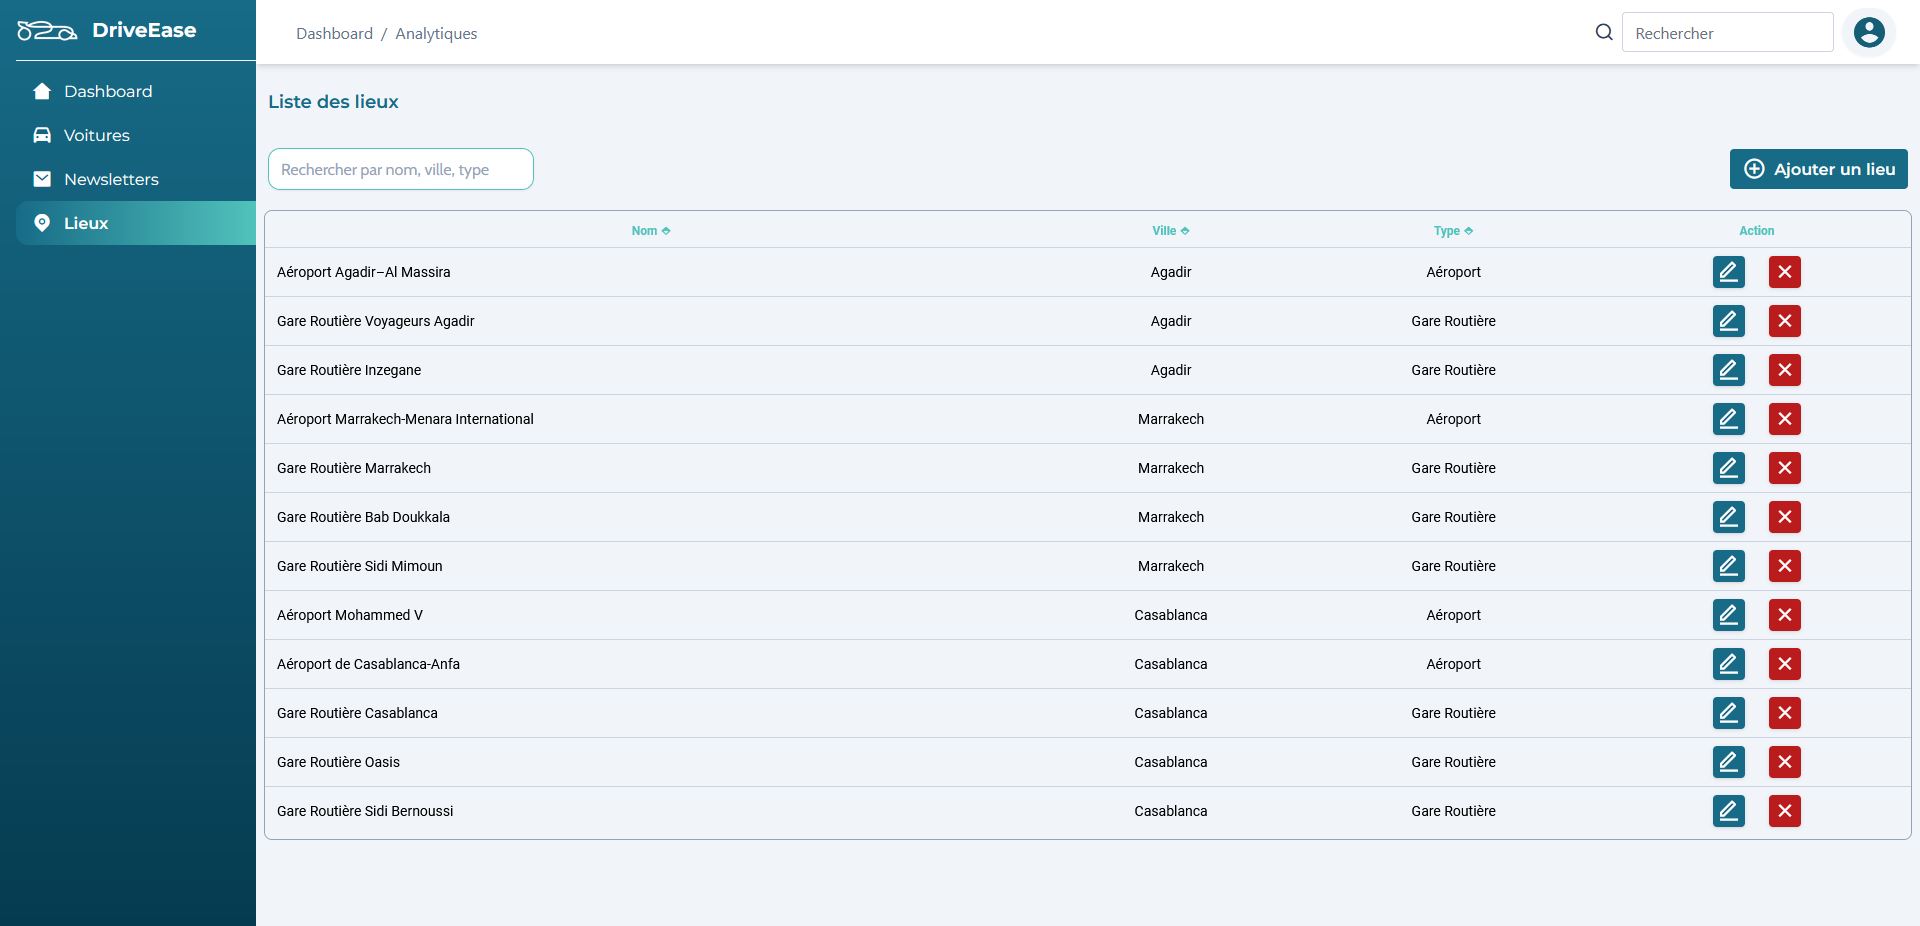 DriveEase
Dashboard / Analytiques
Rechercher
Dashboard
Voitures
Newsletters
Lieux
Liste des lieux
Rechercher par nom, ville, type
Ajouter un lieu
Nom Ville Type Action
Aéroport Agadir–Al Massira Agadir Aéroport
Gare Routière Voyageurs Agadir Agadir Gare Routière
Gare Routière Inzegane Agadir Gare Routière
Aéroport Marrakech-Menara International Marrakech Aéroport
Gare Routière Marrakech Marrakech Gare Routière
Gare Routière Bab Doukkala Marrakech Gare Routière
Gare Routière Sidi Mimoun Marrakech Gare Routière
Aéroport Mohammed V Casablanca Aéroport
Aéroport de Casablanca-Anfa Casablanca Aéroport
Gare Routière Casablanca Casablanca Gare Routière
Gare Routière Oasis Casablanca Gare Routière
Gare Routière Sidi Bernoussi Casablanca Gare Routière